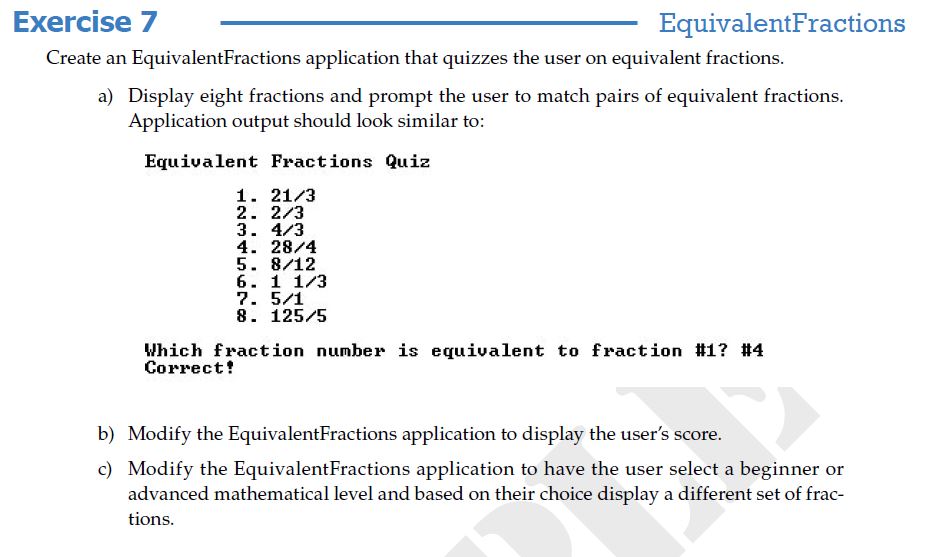 Exercise 7 EquivalentFractions
Create an EquivalentFractions application that quizzes the user on equivalent fractions.
a) Display eight fractions and prompt the user to match pairs of equivalent fractions.
Application output should look similar to:
Equivalent Fractions Quiz
1. 21/3
2. 2/3
3. 4/3
4. 28/4
5. 8/12
6. 1 1/3
7. 5/1
8. 125/5
Which fraction number is equivalent to fraction #1? #4
Correct!
b) Modify the EquivalentFractions application to display the user's score.
c) Modify the EquivalentFractions application to have the user select a beginner or
advanced mathematical level and based on their choice display a different set of frac-
tions.